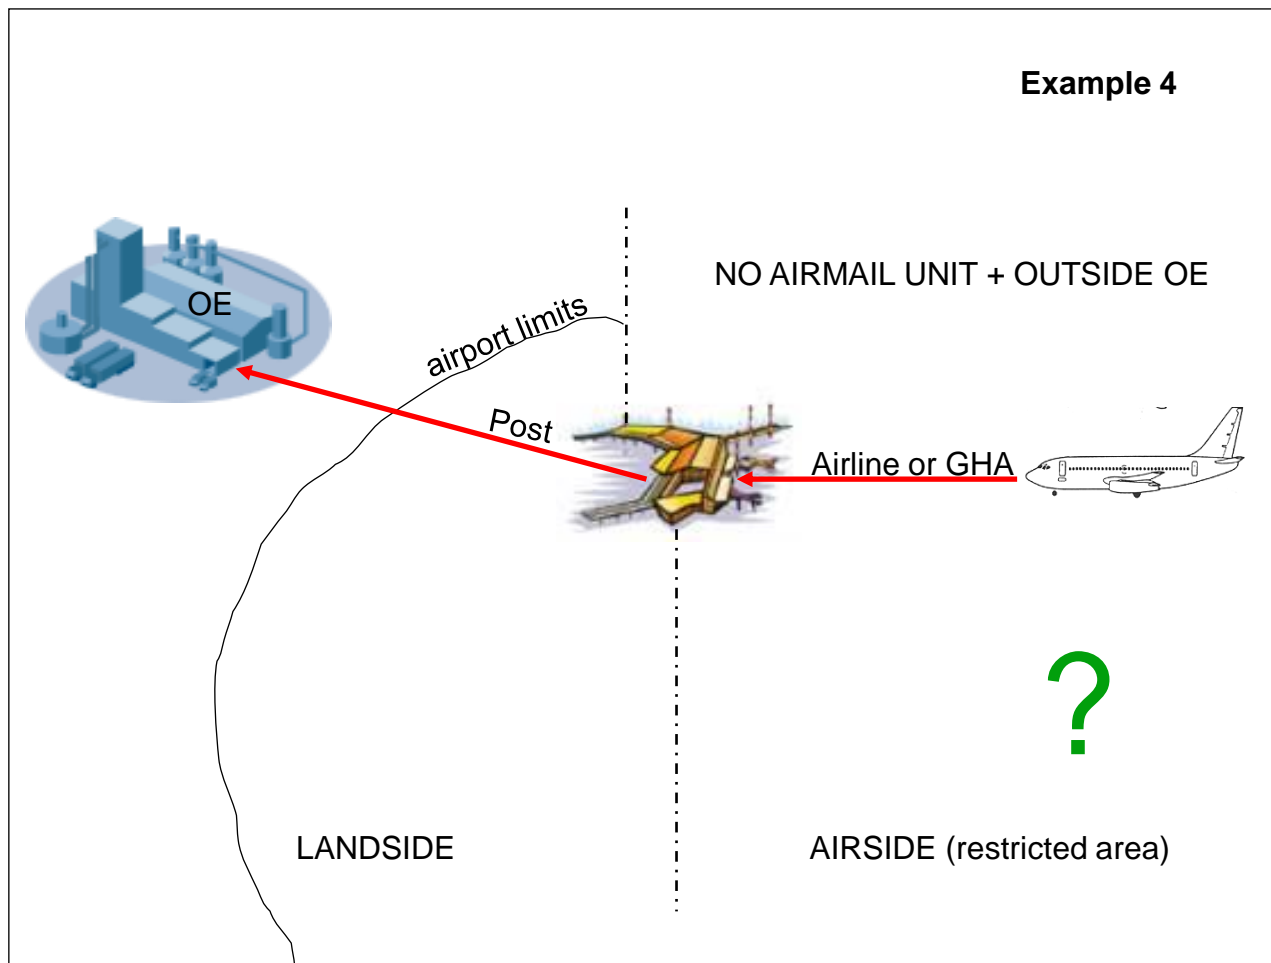 Example 4
NO AIRMAIL UNIT + OUTSIDE OE
OE
airport limits
Post
Airline or GHA
?
LANDSIDE
AIRSIDE (restricted area)